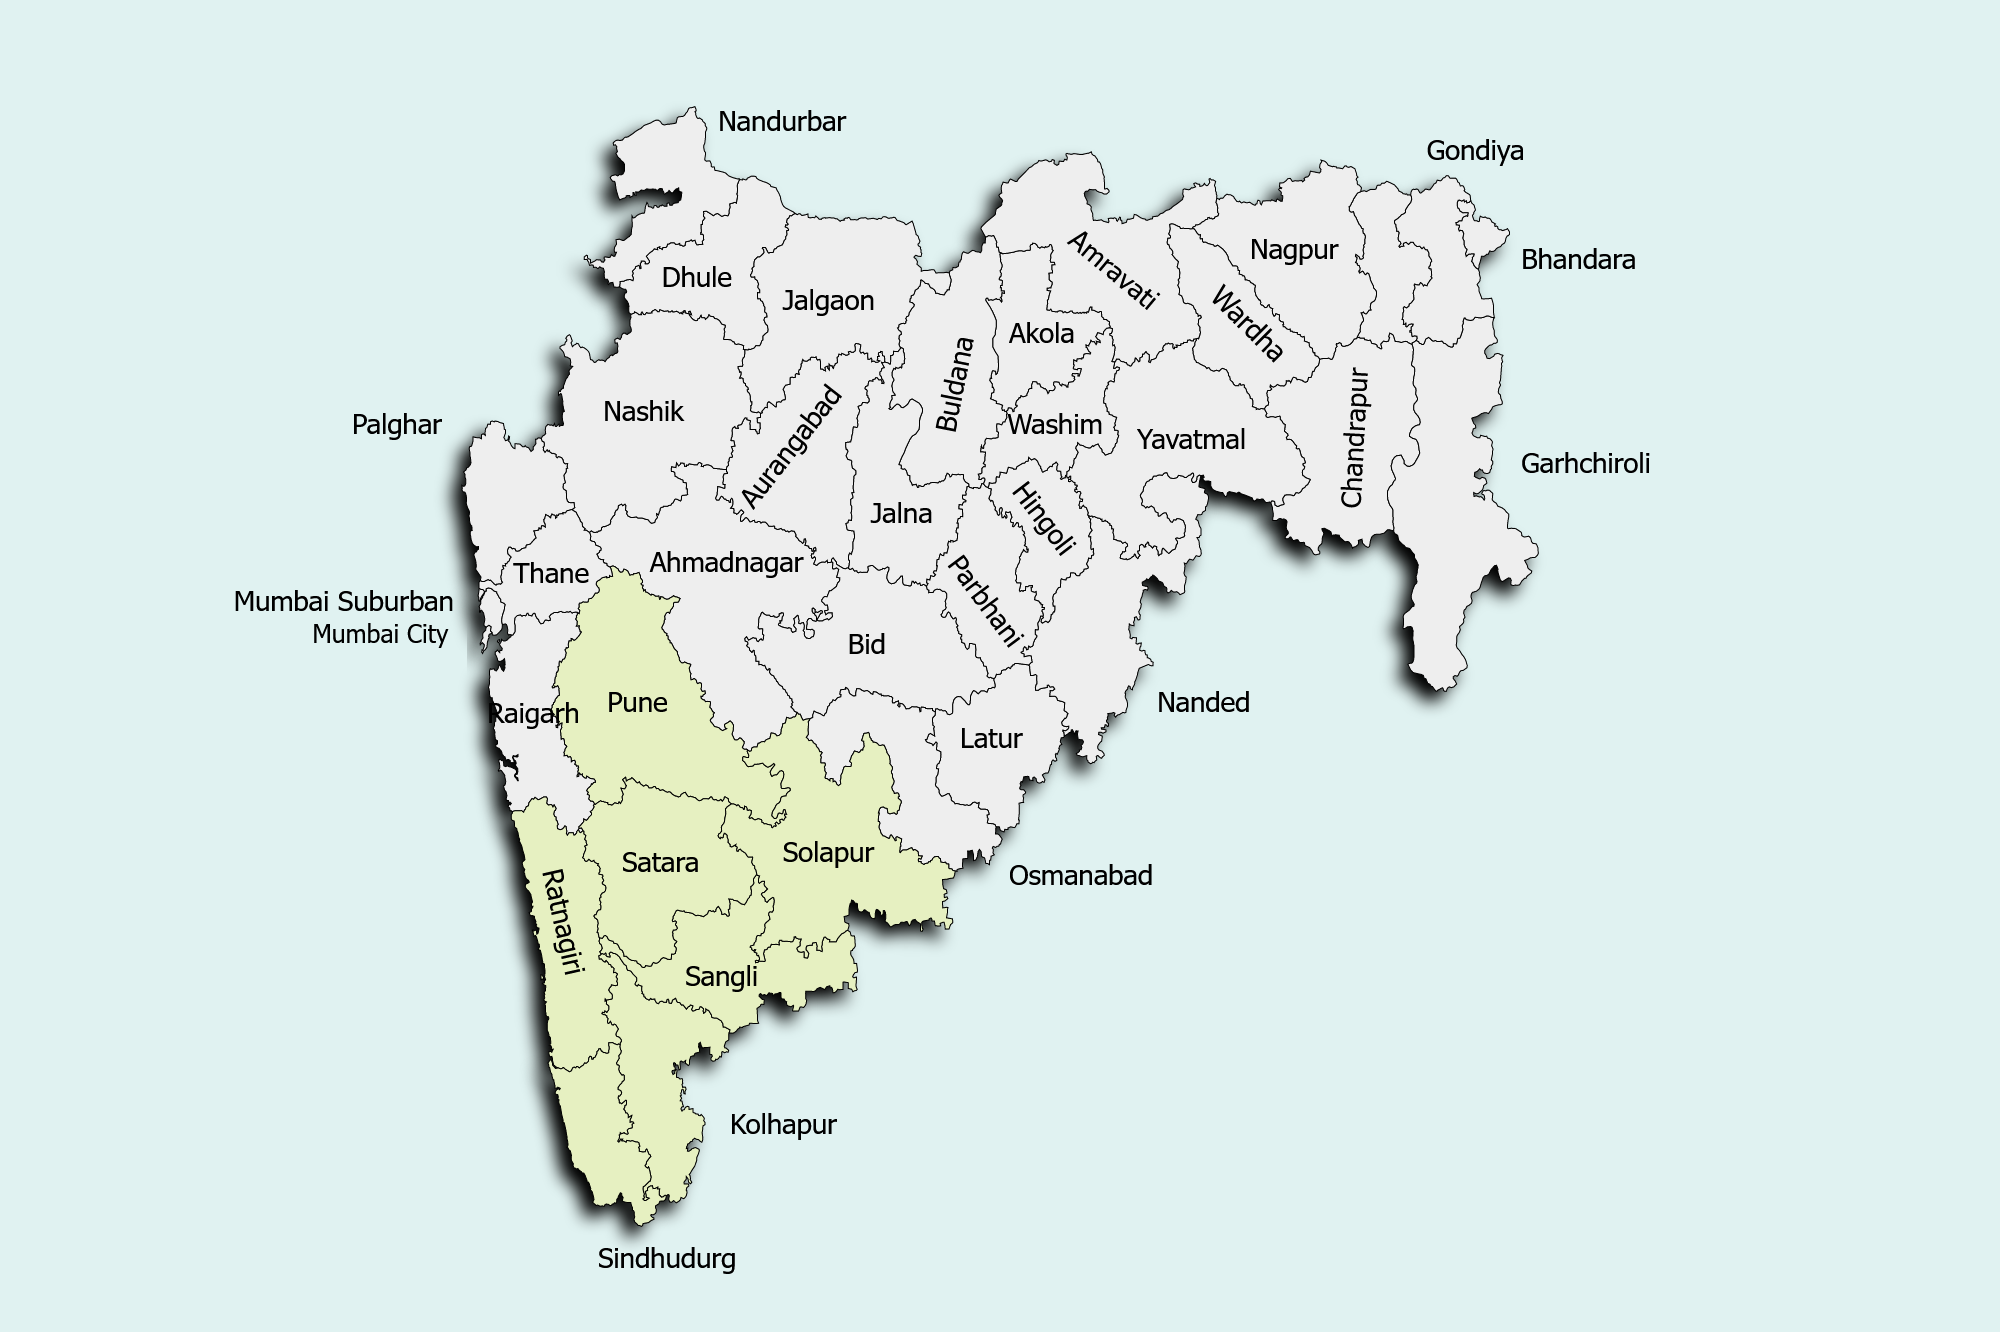 Nandurbar
Gondiya
Dhule
Jalgaon
Amravati
Nagpur
Bhandara
Wardha
Akola
Buldana
Nashik
Palghar
Aurangabad
Washim
Yavatmal
Chandrapur
Garhchiroli
Jalna
Hingoli
Ahmadnagar
Thane
Parbhani
Mumbai Suburban
Mumbai City
Bid
Raigarh
Pune
Nanded
Latur
Satara
Solapur
Osmanabad
Ratnagiri
Sangli
Kolhapur
Sindhudurg